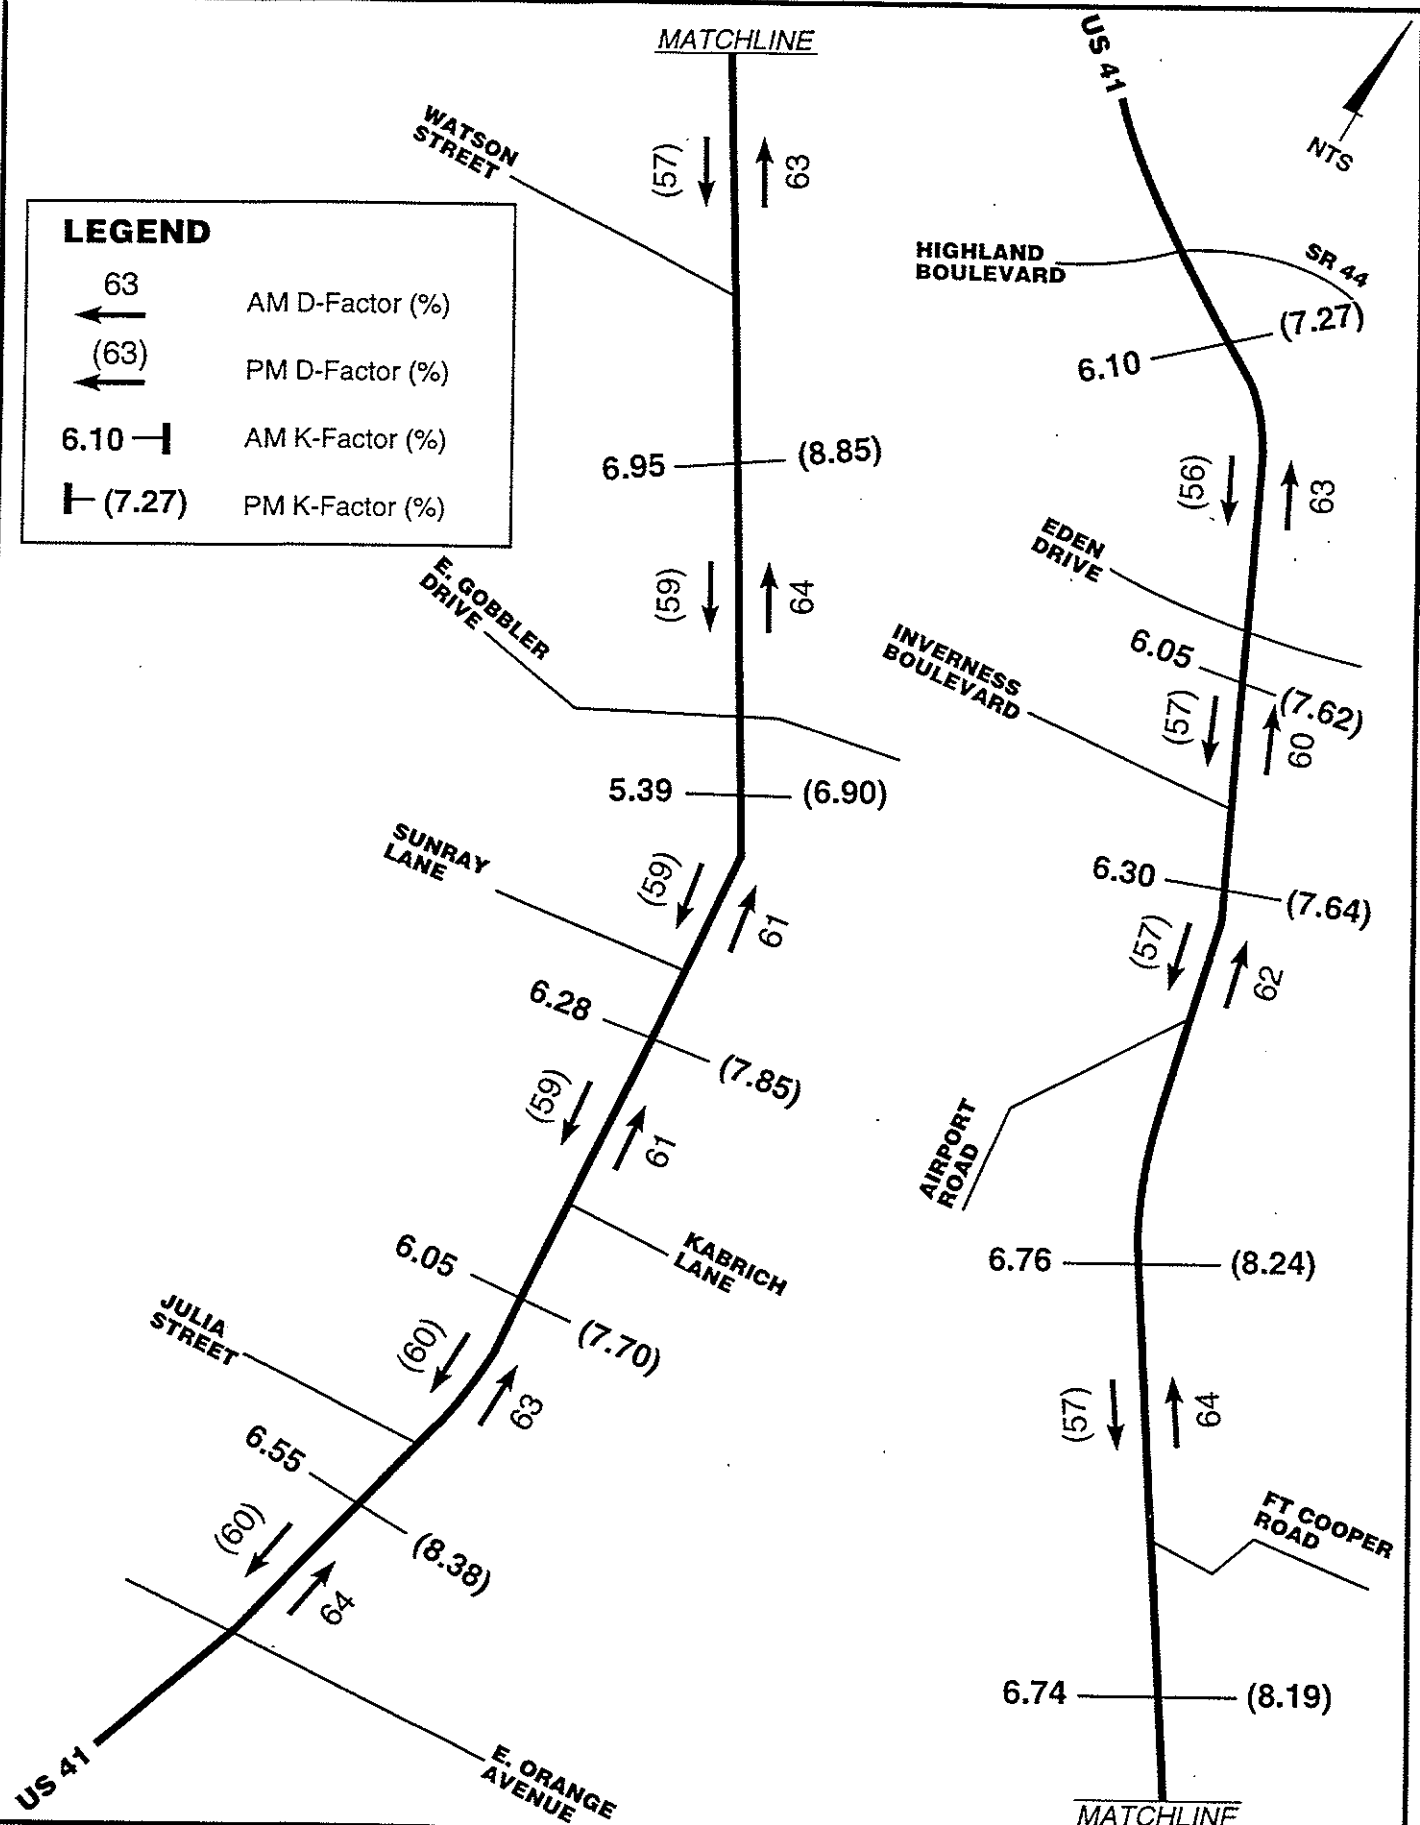 MATCHLINE
US 41
NTS
WATSON
STREET
(57)
63
LEGEND
63
AM D-Factor (%)
(63)
PM D-Factor (%)
6.10
AM K-Factor (%)
(7.27)
PM K-Factor (%)
HIGHLAND
BOULEVARD
SR 44
6.10
(7.27)
6.95
(8.85)
(56)
63
EDEN
DRIVE
(59)
64
E. GOBBLER
DRIVE
INVERNESS
BOULEVARD
6.05
(7.62)
(57)
60
5.39
(6.90)
SUNRAY
LANE
(59)
61
6.30
(7.64)
(57)
62
6.28
(7.85)
(59)
61
AIRPORT
ROAD
KABRICH
LANE
6.05
(7.70)
6.76
(8.24)
JULIA
STREET
(60)
63
(57)
64
6.55
(8.38)
(60)
64
FT COOPER
ROAD
6.74
(8.19)
US 41
E. ORANGE
AVENUE
MATCHLINE